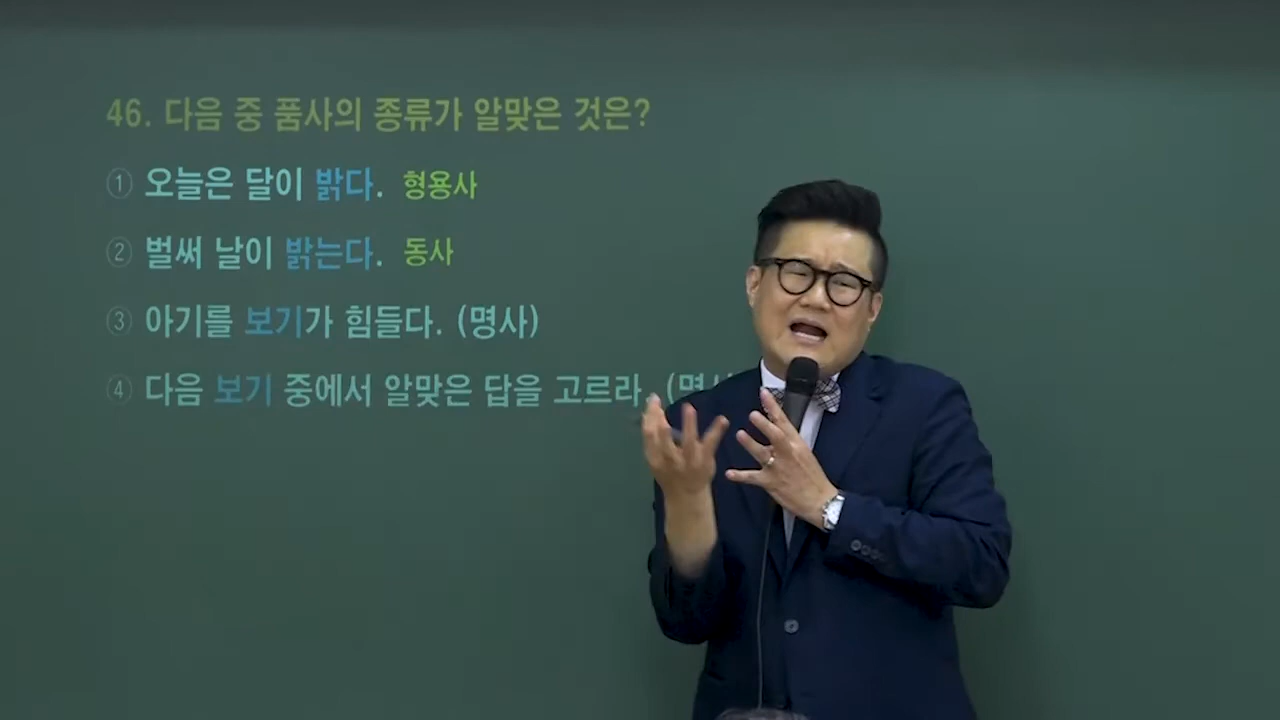 46. 다음 중 품사의 종류가 알맞은 것은?
① 오늘은 달이 밝다. 형용사
② 벌써 날이 밝는다. 동사
③ 아기를 보기가 힘들다. (명사)
④ 다음 보기 중에서 알맞은 답을 고르라.